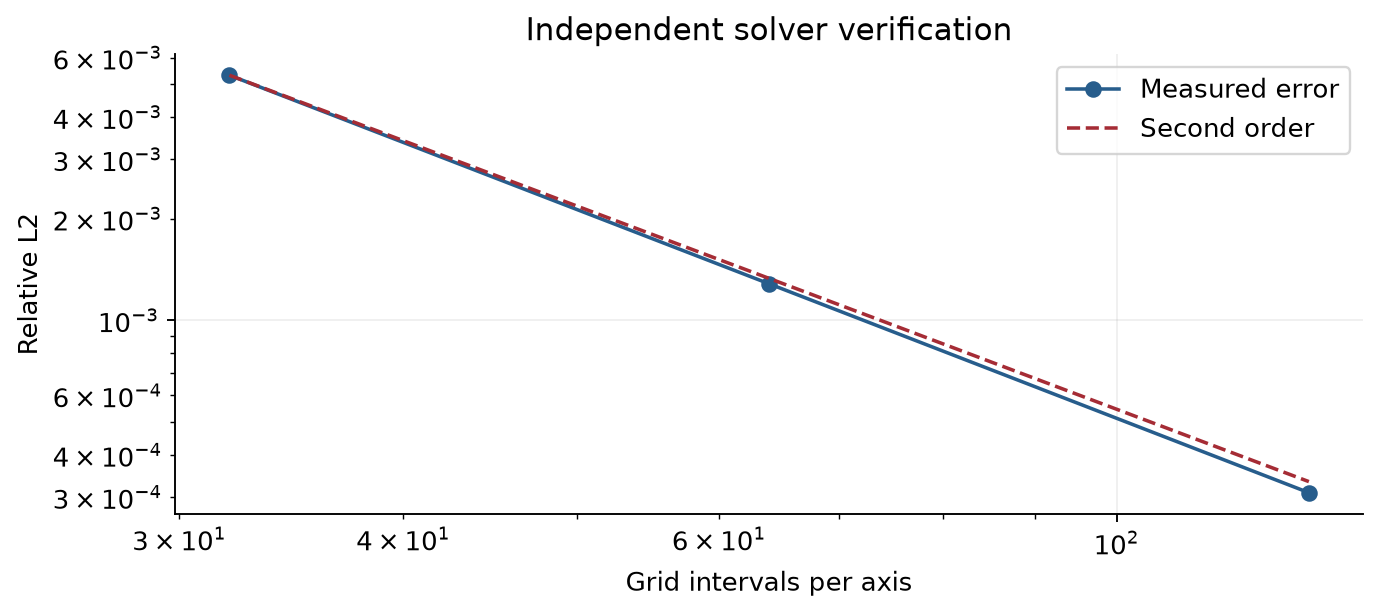 Independent solver verification
Measured error
Second order
Relative L2
6 × 10⁻³
4 × 10⁻³
3 × 10⁻³
2 × 10⁻³
10⁻³
6 × 10⁻⁴
4 × 10⁻⁴
3 × 10⁻⁴
3 × 10¹
4 × 10¹
6 × 10¹
10²
Grid intervals per axis